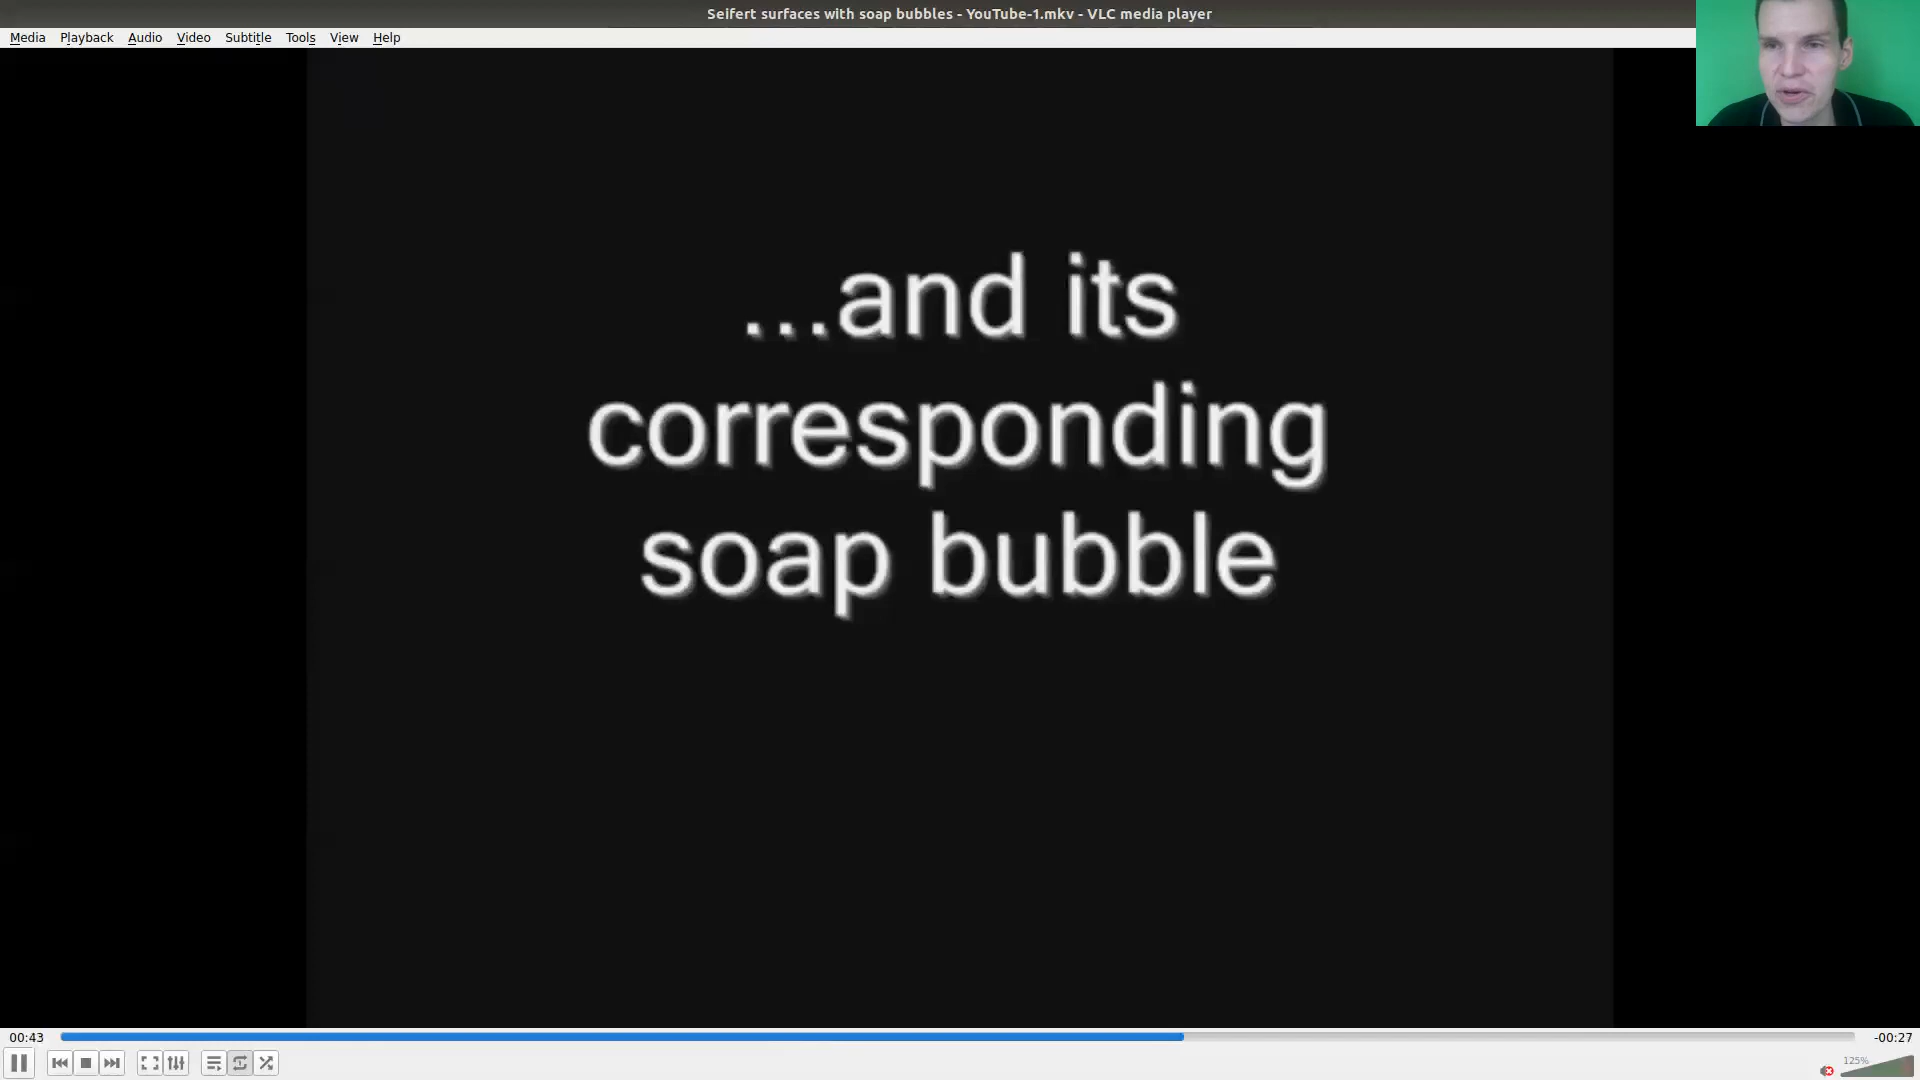 Seifert surfaces with soap bubbles - YouTube-1.mkv - VLC media player
Media Playback Audio Video Subtitle Tools View Help
...and its
corresponding
soap bubble
00:43
-00:27
125%